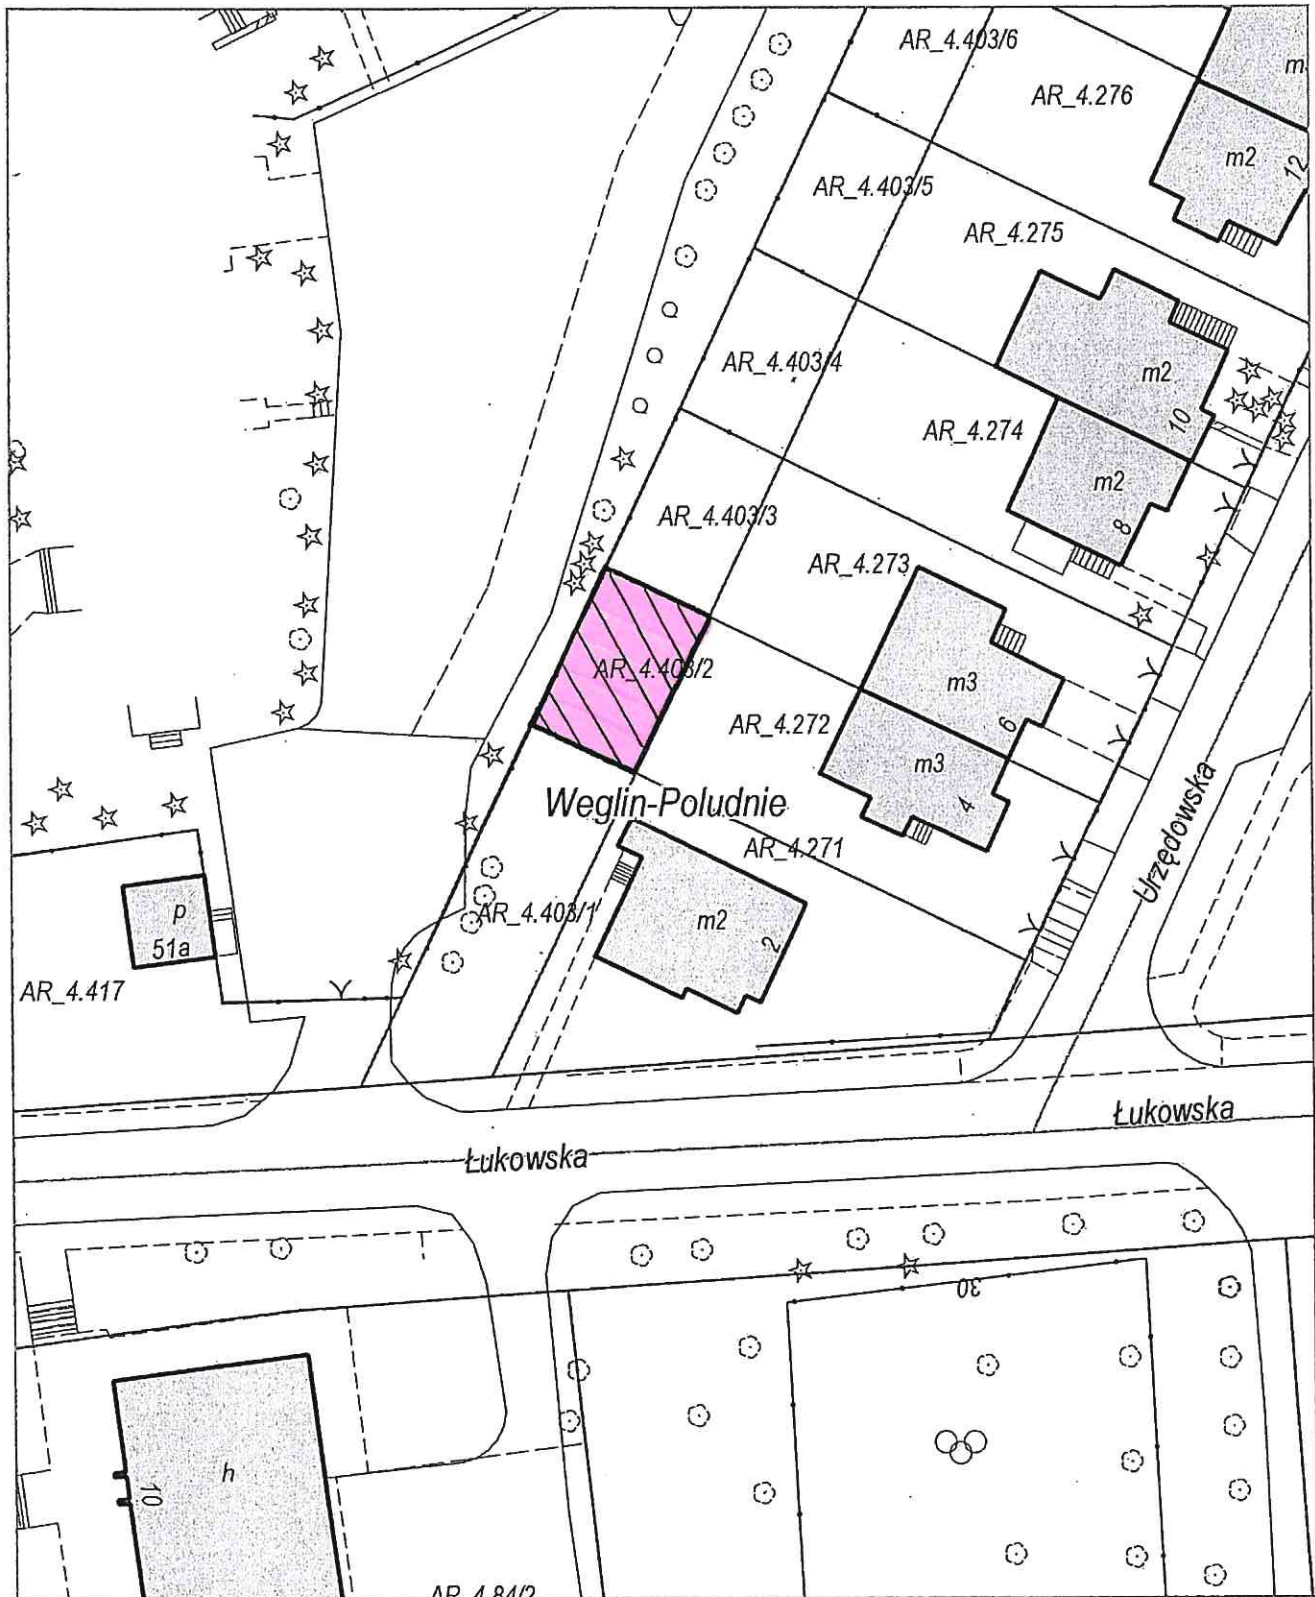 AR_4.403/6
m
AR_4.276
m2
12
AR_4.403/5
AR_4.275
AR_4.403/4
m2
10
AR_4.274
m2
8
AR_4.403/3
AR_4.273
AR_4.403/2
m3
6
AR_4.272
m3
4
Urzędowska
Weglin-Poludnie
AR_4.271
AR_4.403/1
m2
2
p
51a
AR_4.417
Łukowska
Łukowska
30
h
10
AR_4.84/2